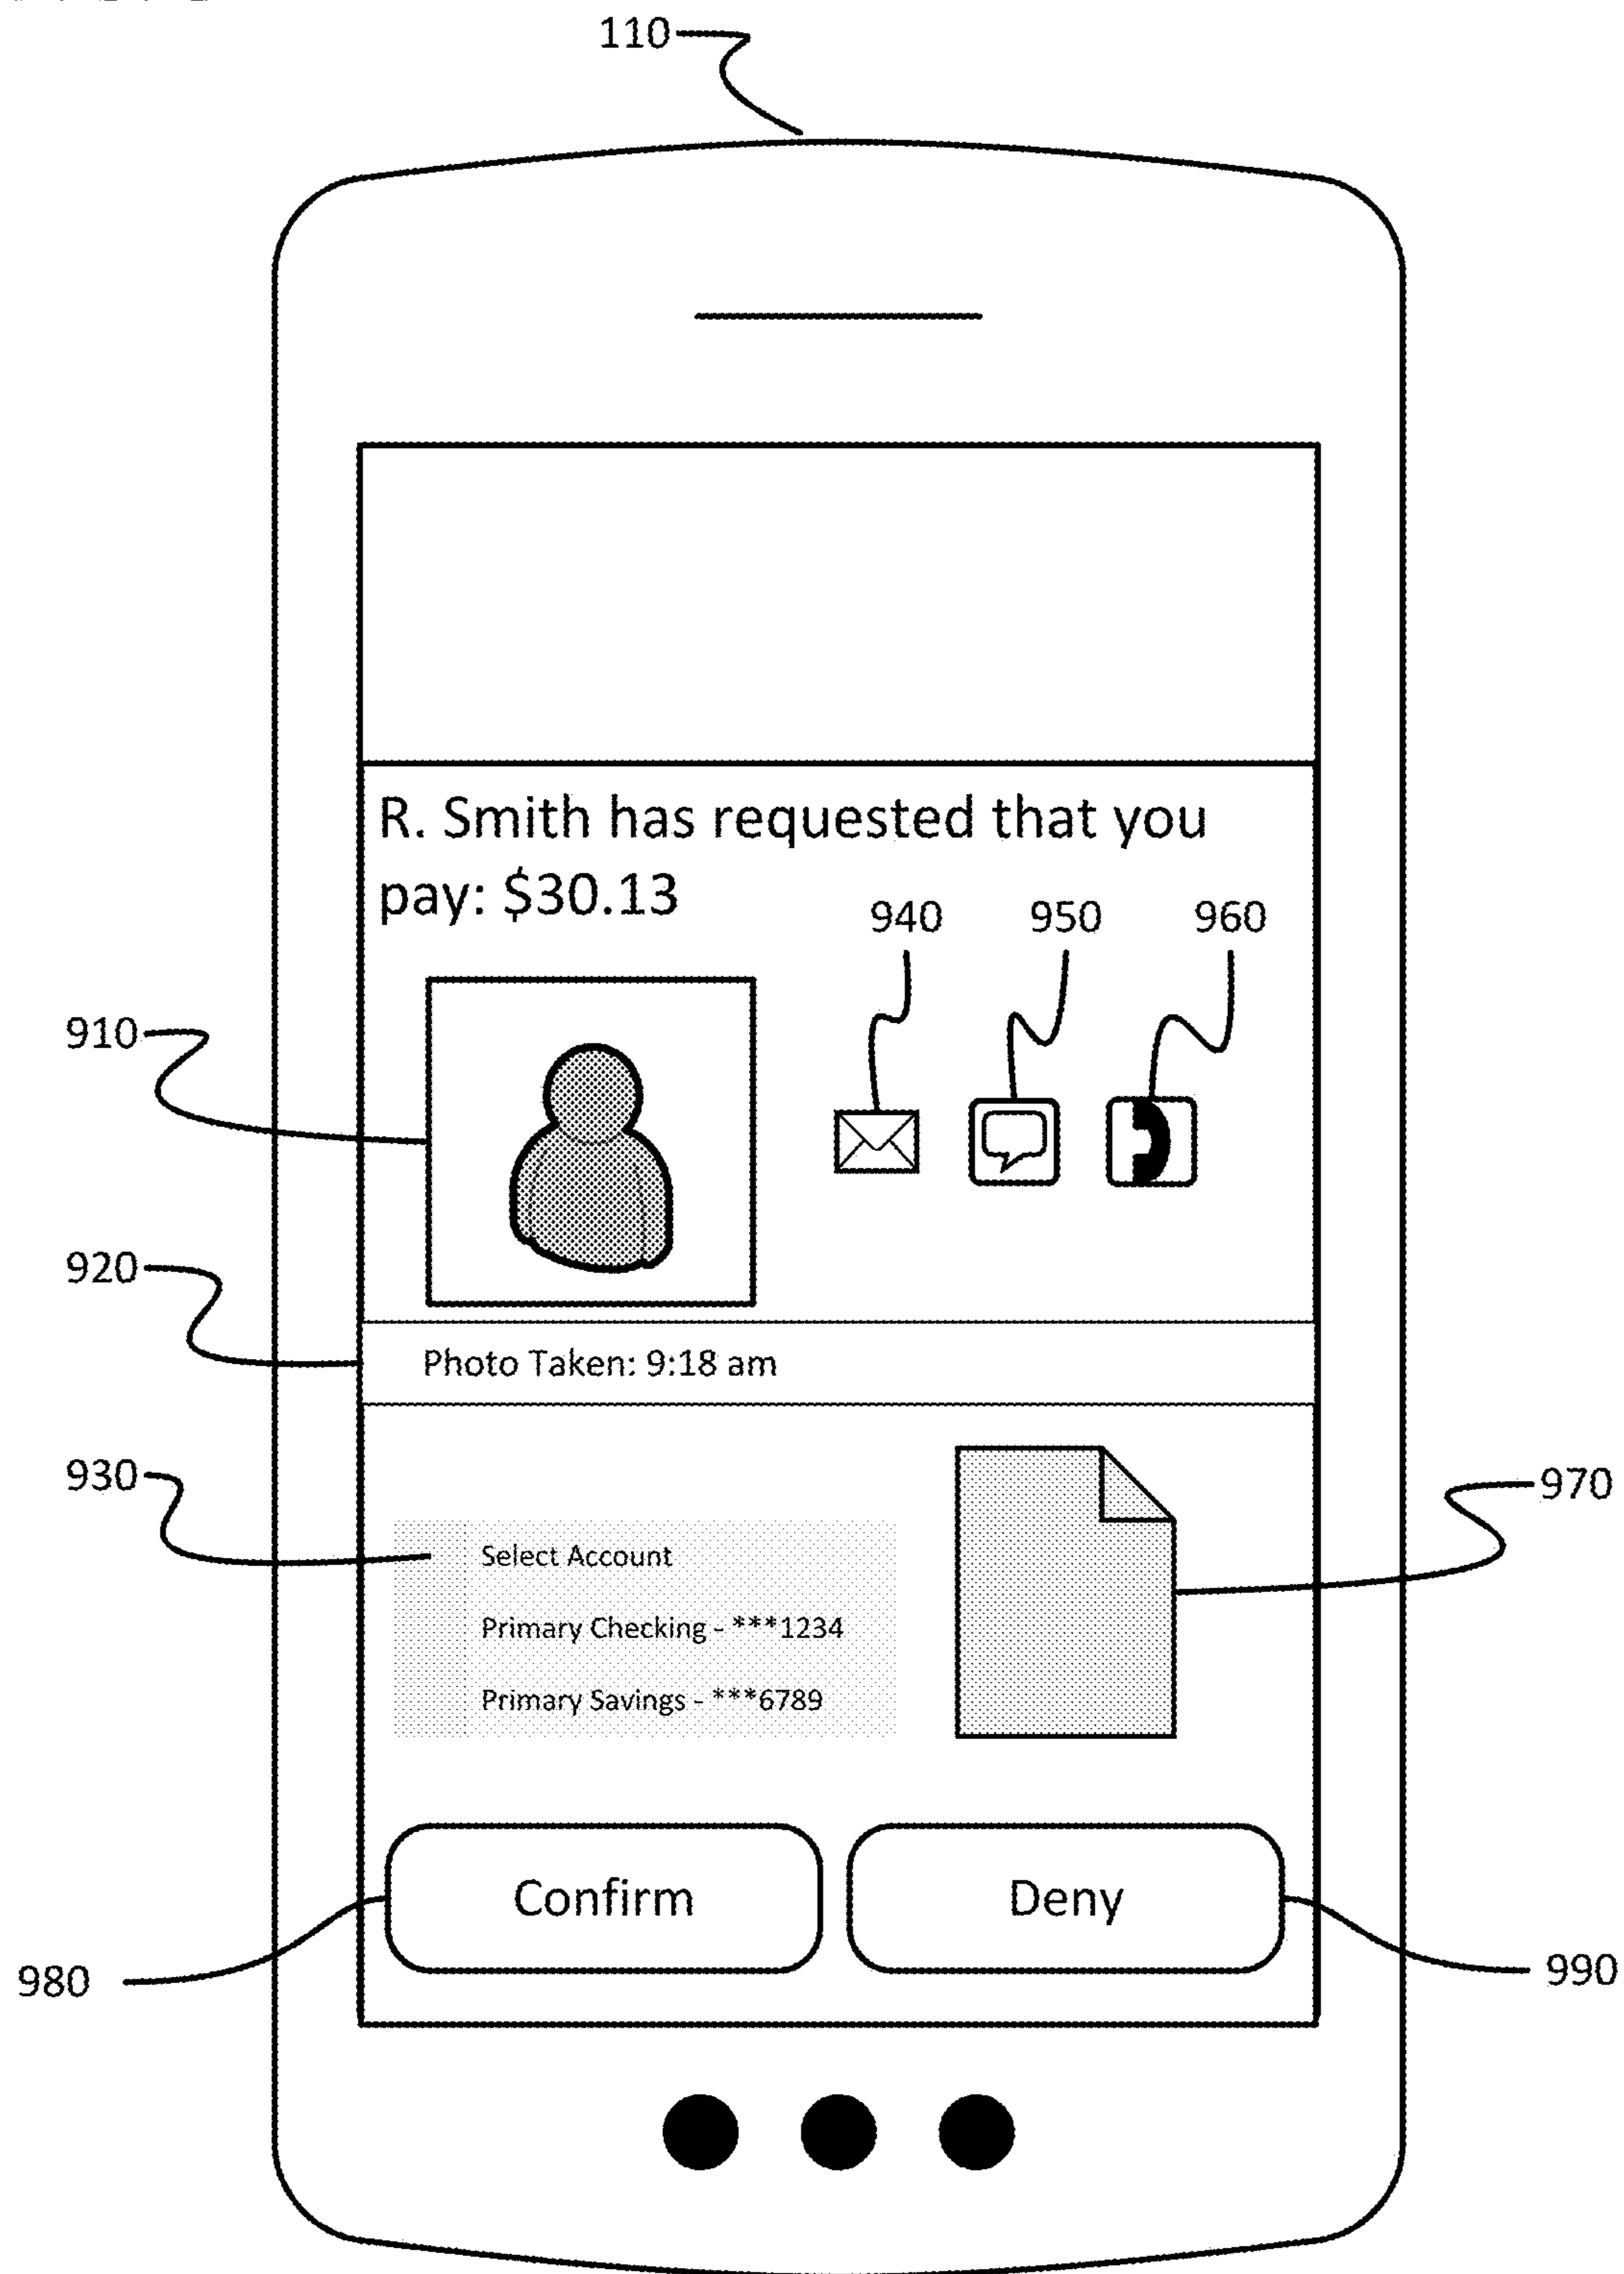 110
R. Smith has requested that you
pay: $30.13
940 950 960
910
920
Photo Taken: 9:18 am
930
970
Select Account
Primary Checking - ***1234
Primary Savings - ***6789
Confirm
Deny
980
990